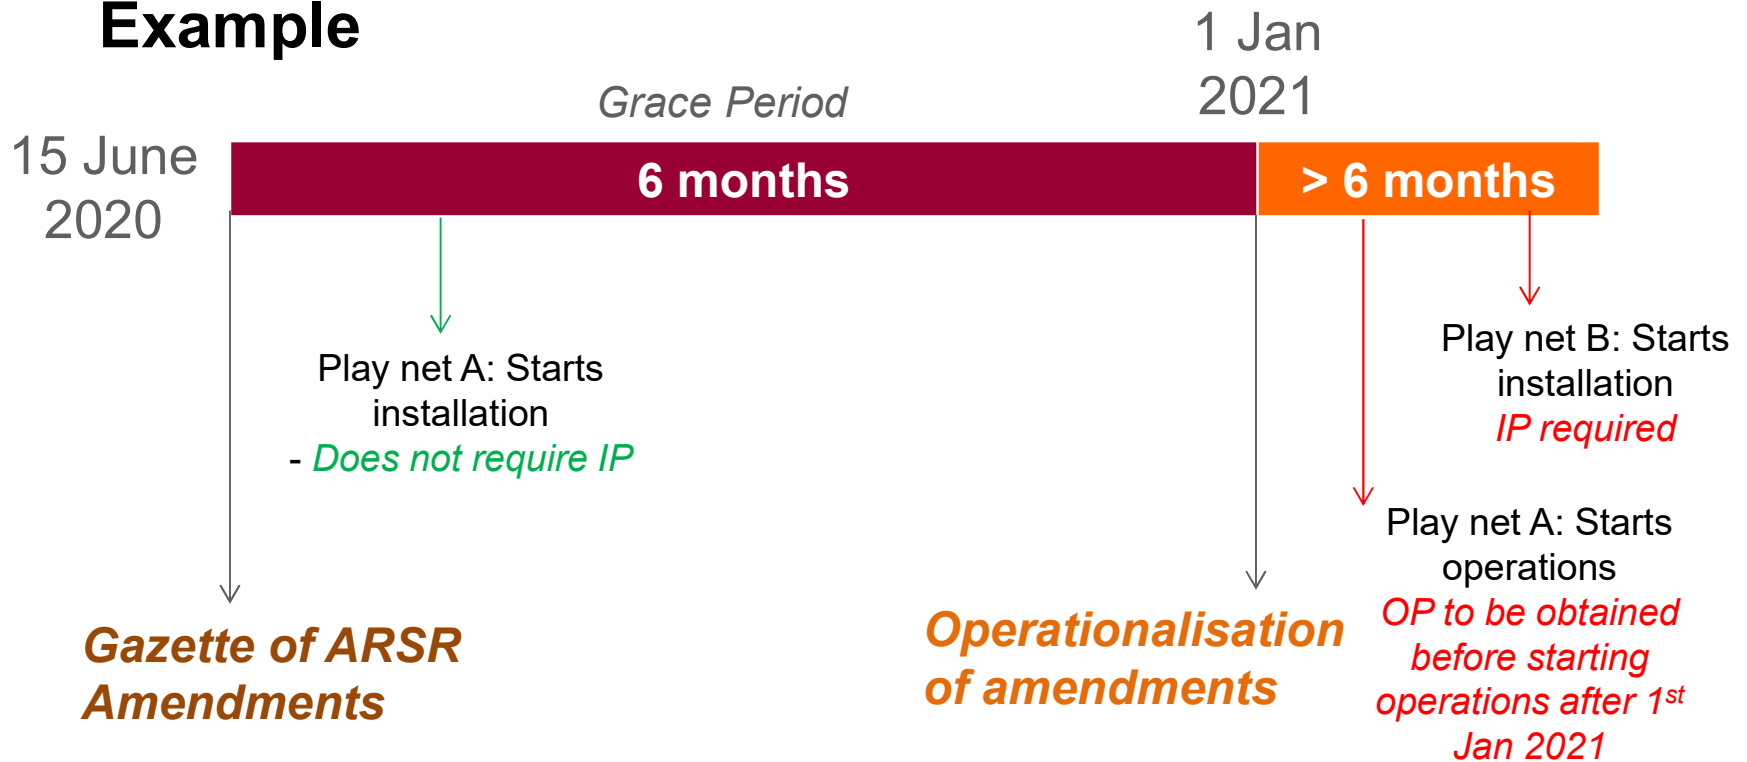 Example
1 Jan
2021
Grace Period
15 June
2020
6 months
> 6 months
Play net A: Starts
installation
- Does not require IP
Play net B: Starts
installation
IP required
Play net A: Starts
operations
OP to be obtained
before starting
operations after 1st
Jan 2021
Gazette of ARSR
Amendments
Operationalisation
of amendments